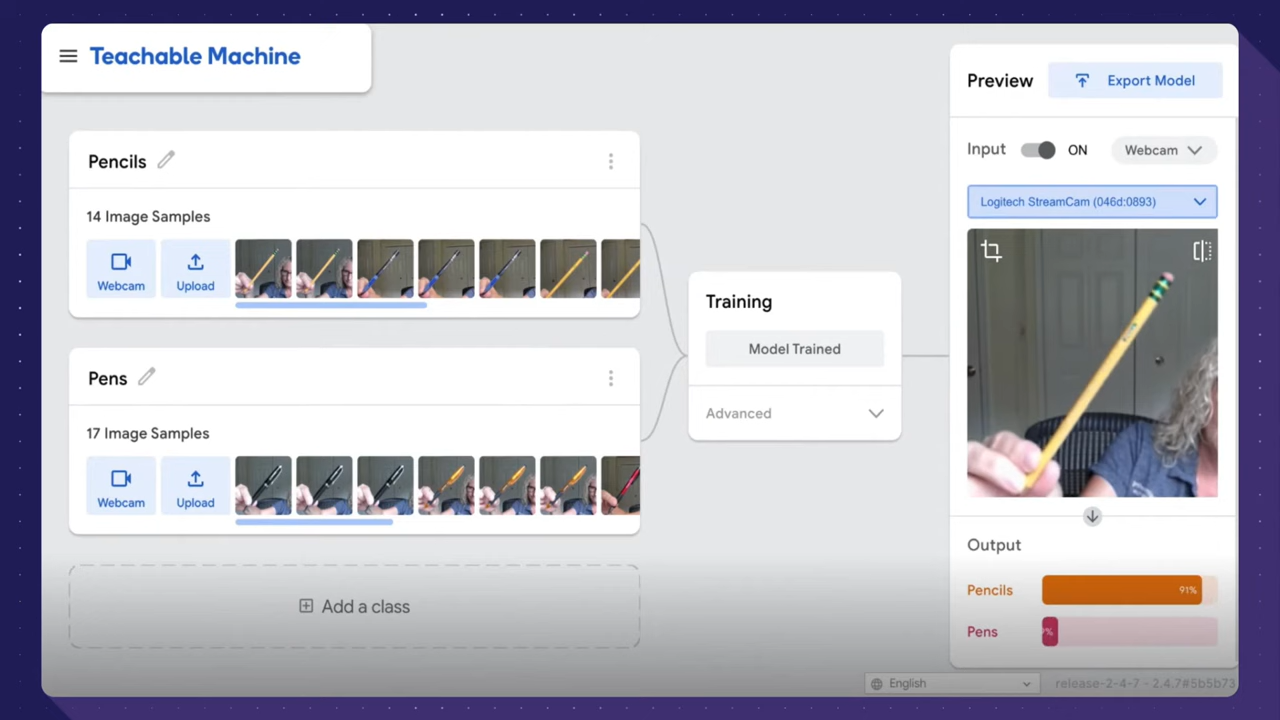 Teachable Machine
Pencils
14 Image Samples
Webcam
Upload
Pens
17 Image Samples
Webcam
Upload
Add a class
Training
Model Trained
Advanced
Preview
Export Model
Input
ON
Webcam
Logitech StreamCam (046d:0893)
Output
Pencils
91%
Pens
English
release-2-4-7 - 2.4.7#5b5b73